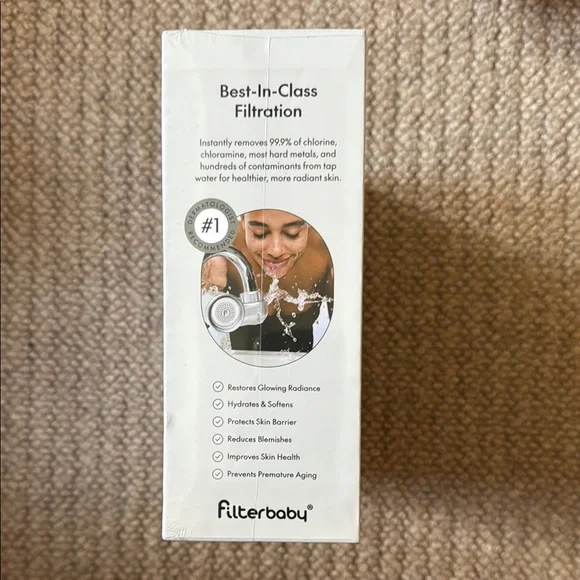 Best-In-Class
Filtration
Instantly removes 99.9% of chlorine,
chloramine, most hard metals, and
hundreds of contaminants from tap
water for healthier, more radiant skin.
DERMATOLOGIST
#1
RECOMMENDED
Restores Glowing Radiance
Hydrates & Softens
Protects Skin Barrier
Reduces Blemishes
Improves Skin Health
Prevents Premature Aging
filterbaby®